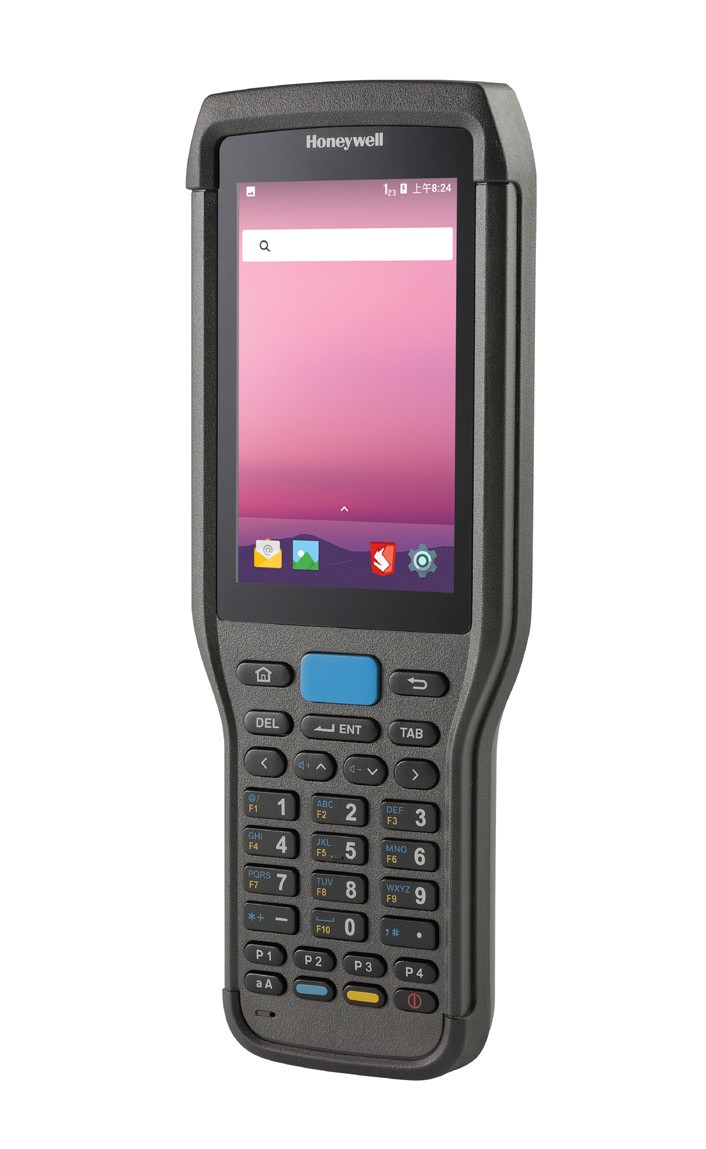 Honeywell
123 上午8:24
@
DEL ENT TAB
+ -
@/ F1 1 ABC F2 2 DEF F3 3
GHI F4 4 JKL F5 5 MNO F6 6
PQRS F7 7 TUV F8 8 WXYZ F9 9
*+ - F10 0 ,# .
P1 P2 P3 P4
aA